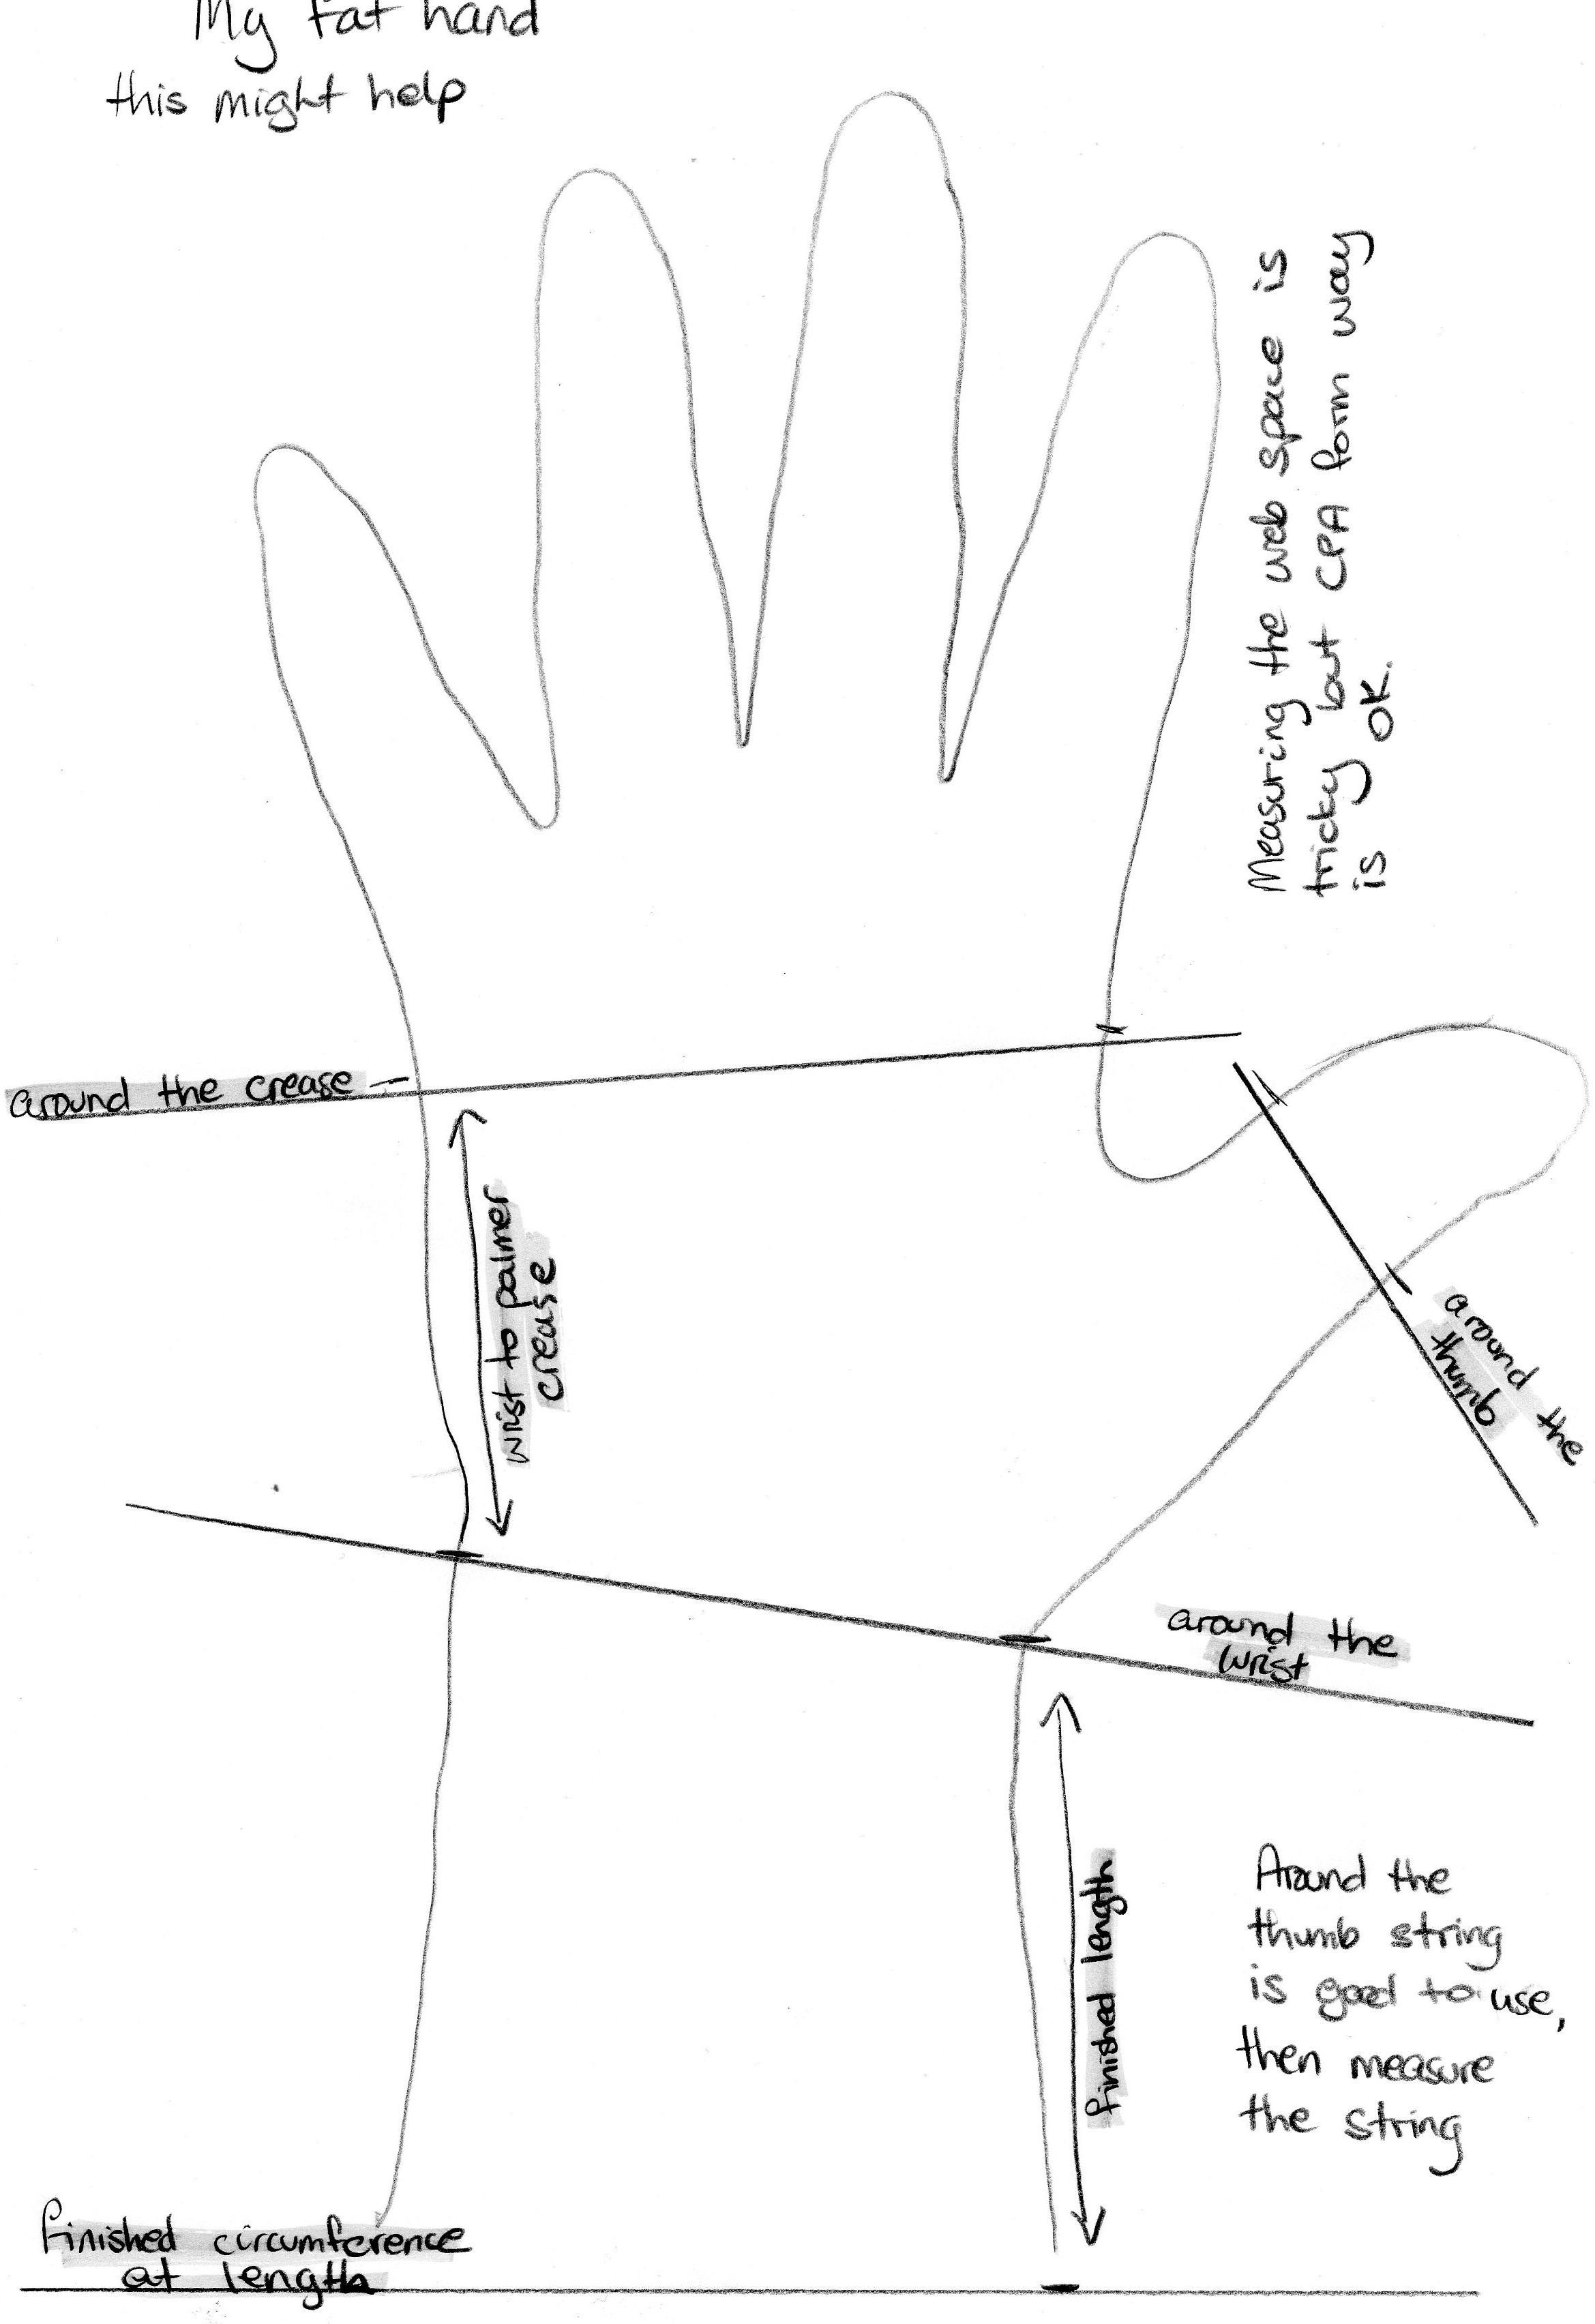 My fat hand
this might help
Measuring the web space is
tricky but CPA form way
is OK.
around the crease
wrist to palmer
crease
around the
thumb
around the
wrist
finished length
Around the
thumb string
is good to use,
then measure
the string
finished circumference
at length